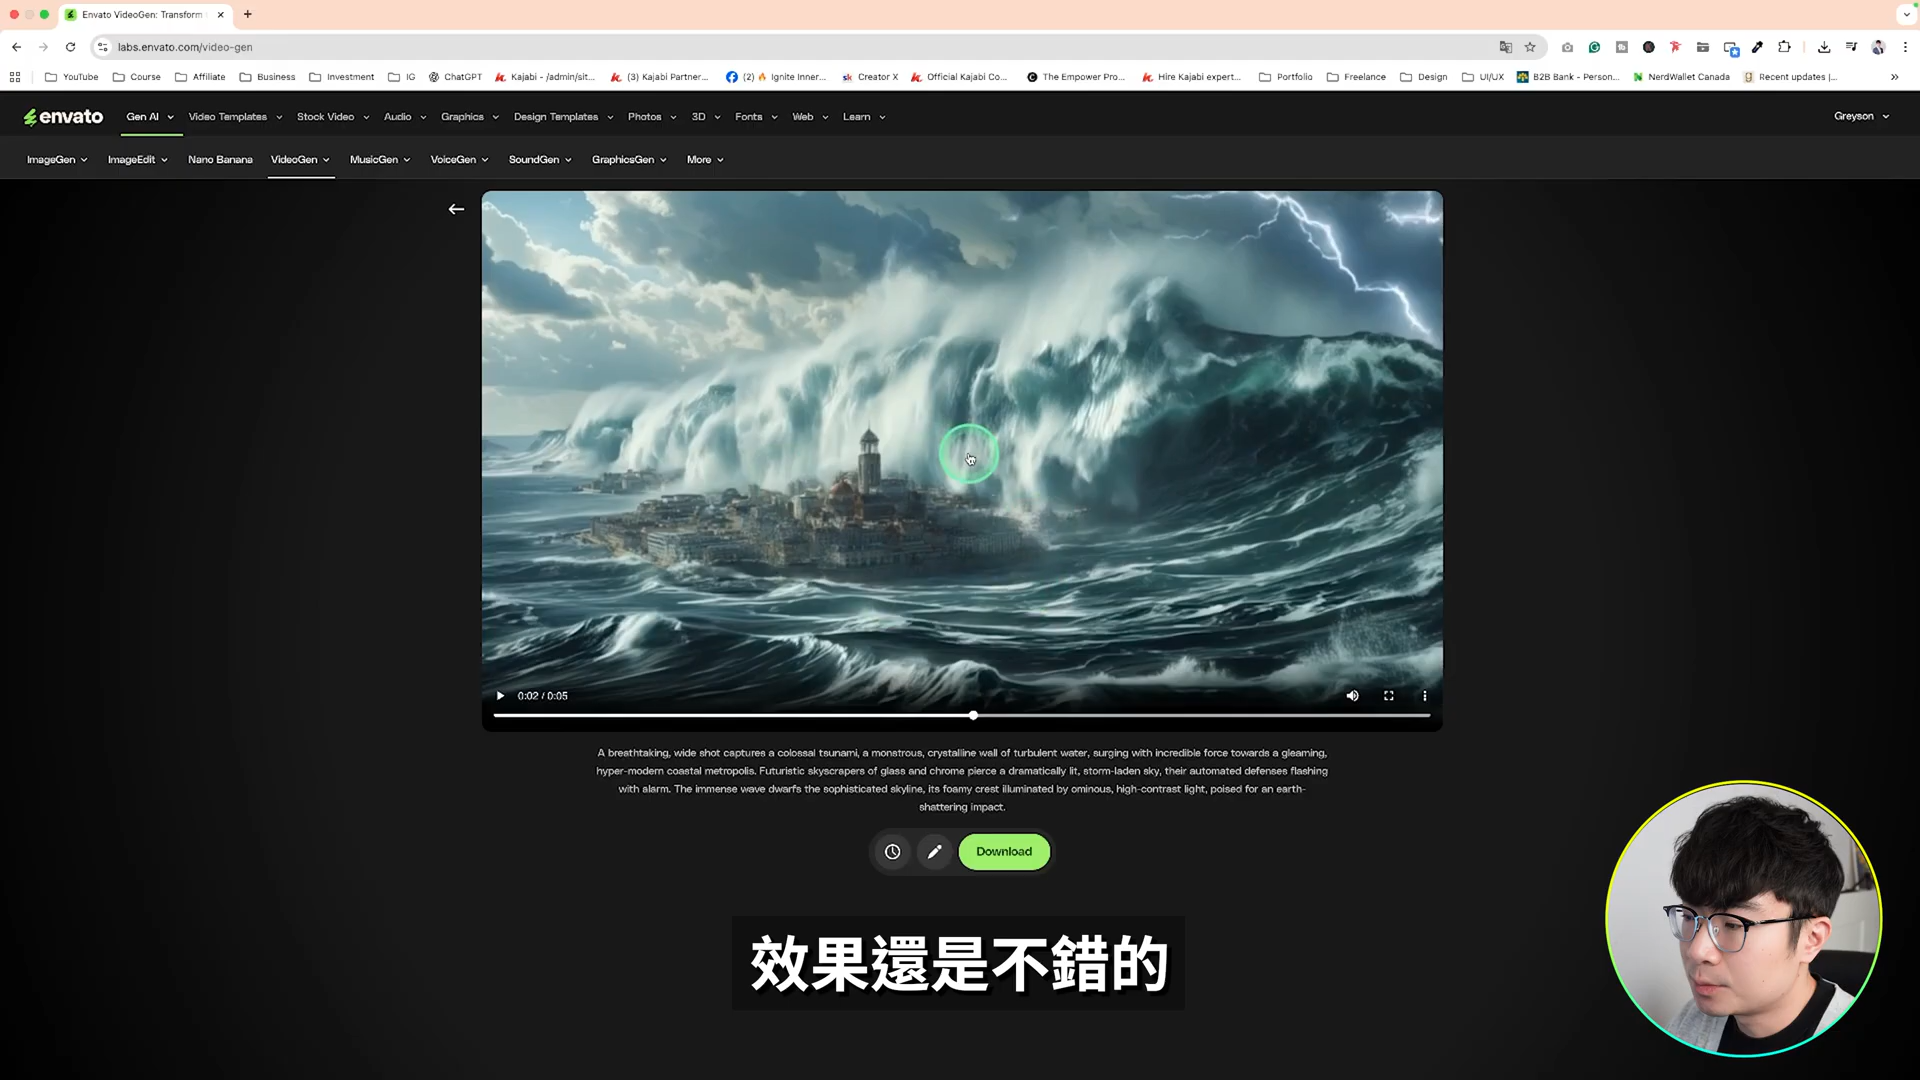 Envato VideoGen: Transform
labs.envato.com/video-gen
YouTube
Course
Affiliate
Business
Investment
IG
ChatGPT
Kajabi - /admin/sit...
(3) Kajabi Partner...
(2) 🔥 Ignite Inner...
sk Creator X
Official Kajabi Co...
The Empower Pro...
Hire Kajabi expert...
Portfolio
Freelance
Design
UI/UX
B2B Bank - Person...
NerdWallet Canada
Recent updates |...
envato
Gen AI
Video Templates
Stock Video
Audio
Graphics
Design Templates
Photos
3D
Fonts
Web
Learn
Greyson
ImageGen
ImageEdit
Nano Banana
VideoGen
MusicGen
VoiceGen
SoundGen
GraphicsGen
More
0:02 / 0:05
A breathtaking, wide shot captures a colossal tsunami, a monstrous, crystalline wall of turbulent water, surging with incredible force towards a gleaming,
hyper-modern coastal metropolis. Futuristic skyscrapers of glass and chrome pierce a dramatically lit, storm-laden sky, their automated defenses flashing
with alarm. The immense wave dwarfs the sophisticated skyline, its foamy crest illuminated by ominous, high-contrast light, poised for an earth-
shattering impact.
Download
效果還是不錯的